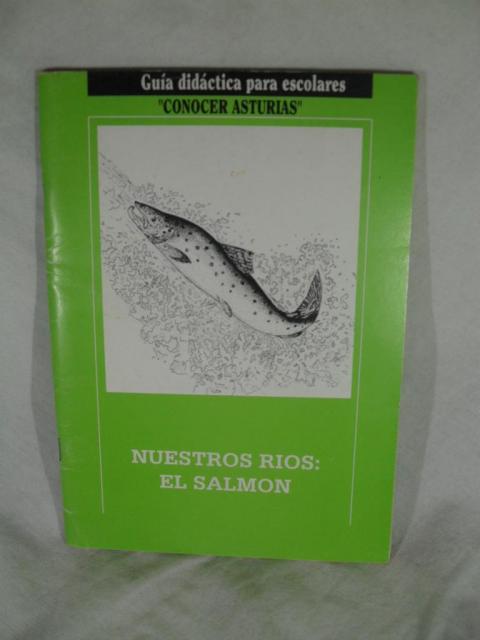 Guía didáctica para escolares
"CONOCER ASTURIAS"
NUESTROS RIOS:
EL SALMON